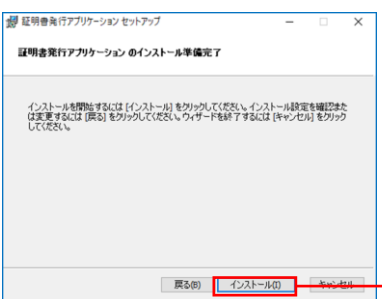 証明書発行アプリケーション セットアップ
証明書発行アプリケーション のインストール準備完了
インストールを開始するには [インストール] をクリックしてください。インストール設定を確認また
は変更するには [戻る] をクリックしてください。ウィザードを終了するには [キャンセル] をクリック
してください。
戻る(B) インストール(I) キャンセル